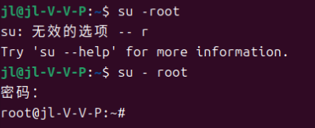 jl@jl-V-V-P:~$ su -root
su: 无效的选项 -- r
Try 'su --help' for more information.
jl@jl-V-V-P:~$ su - root
密码：
root@jl-V-V-P:~#